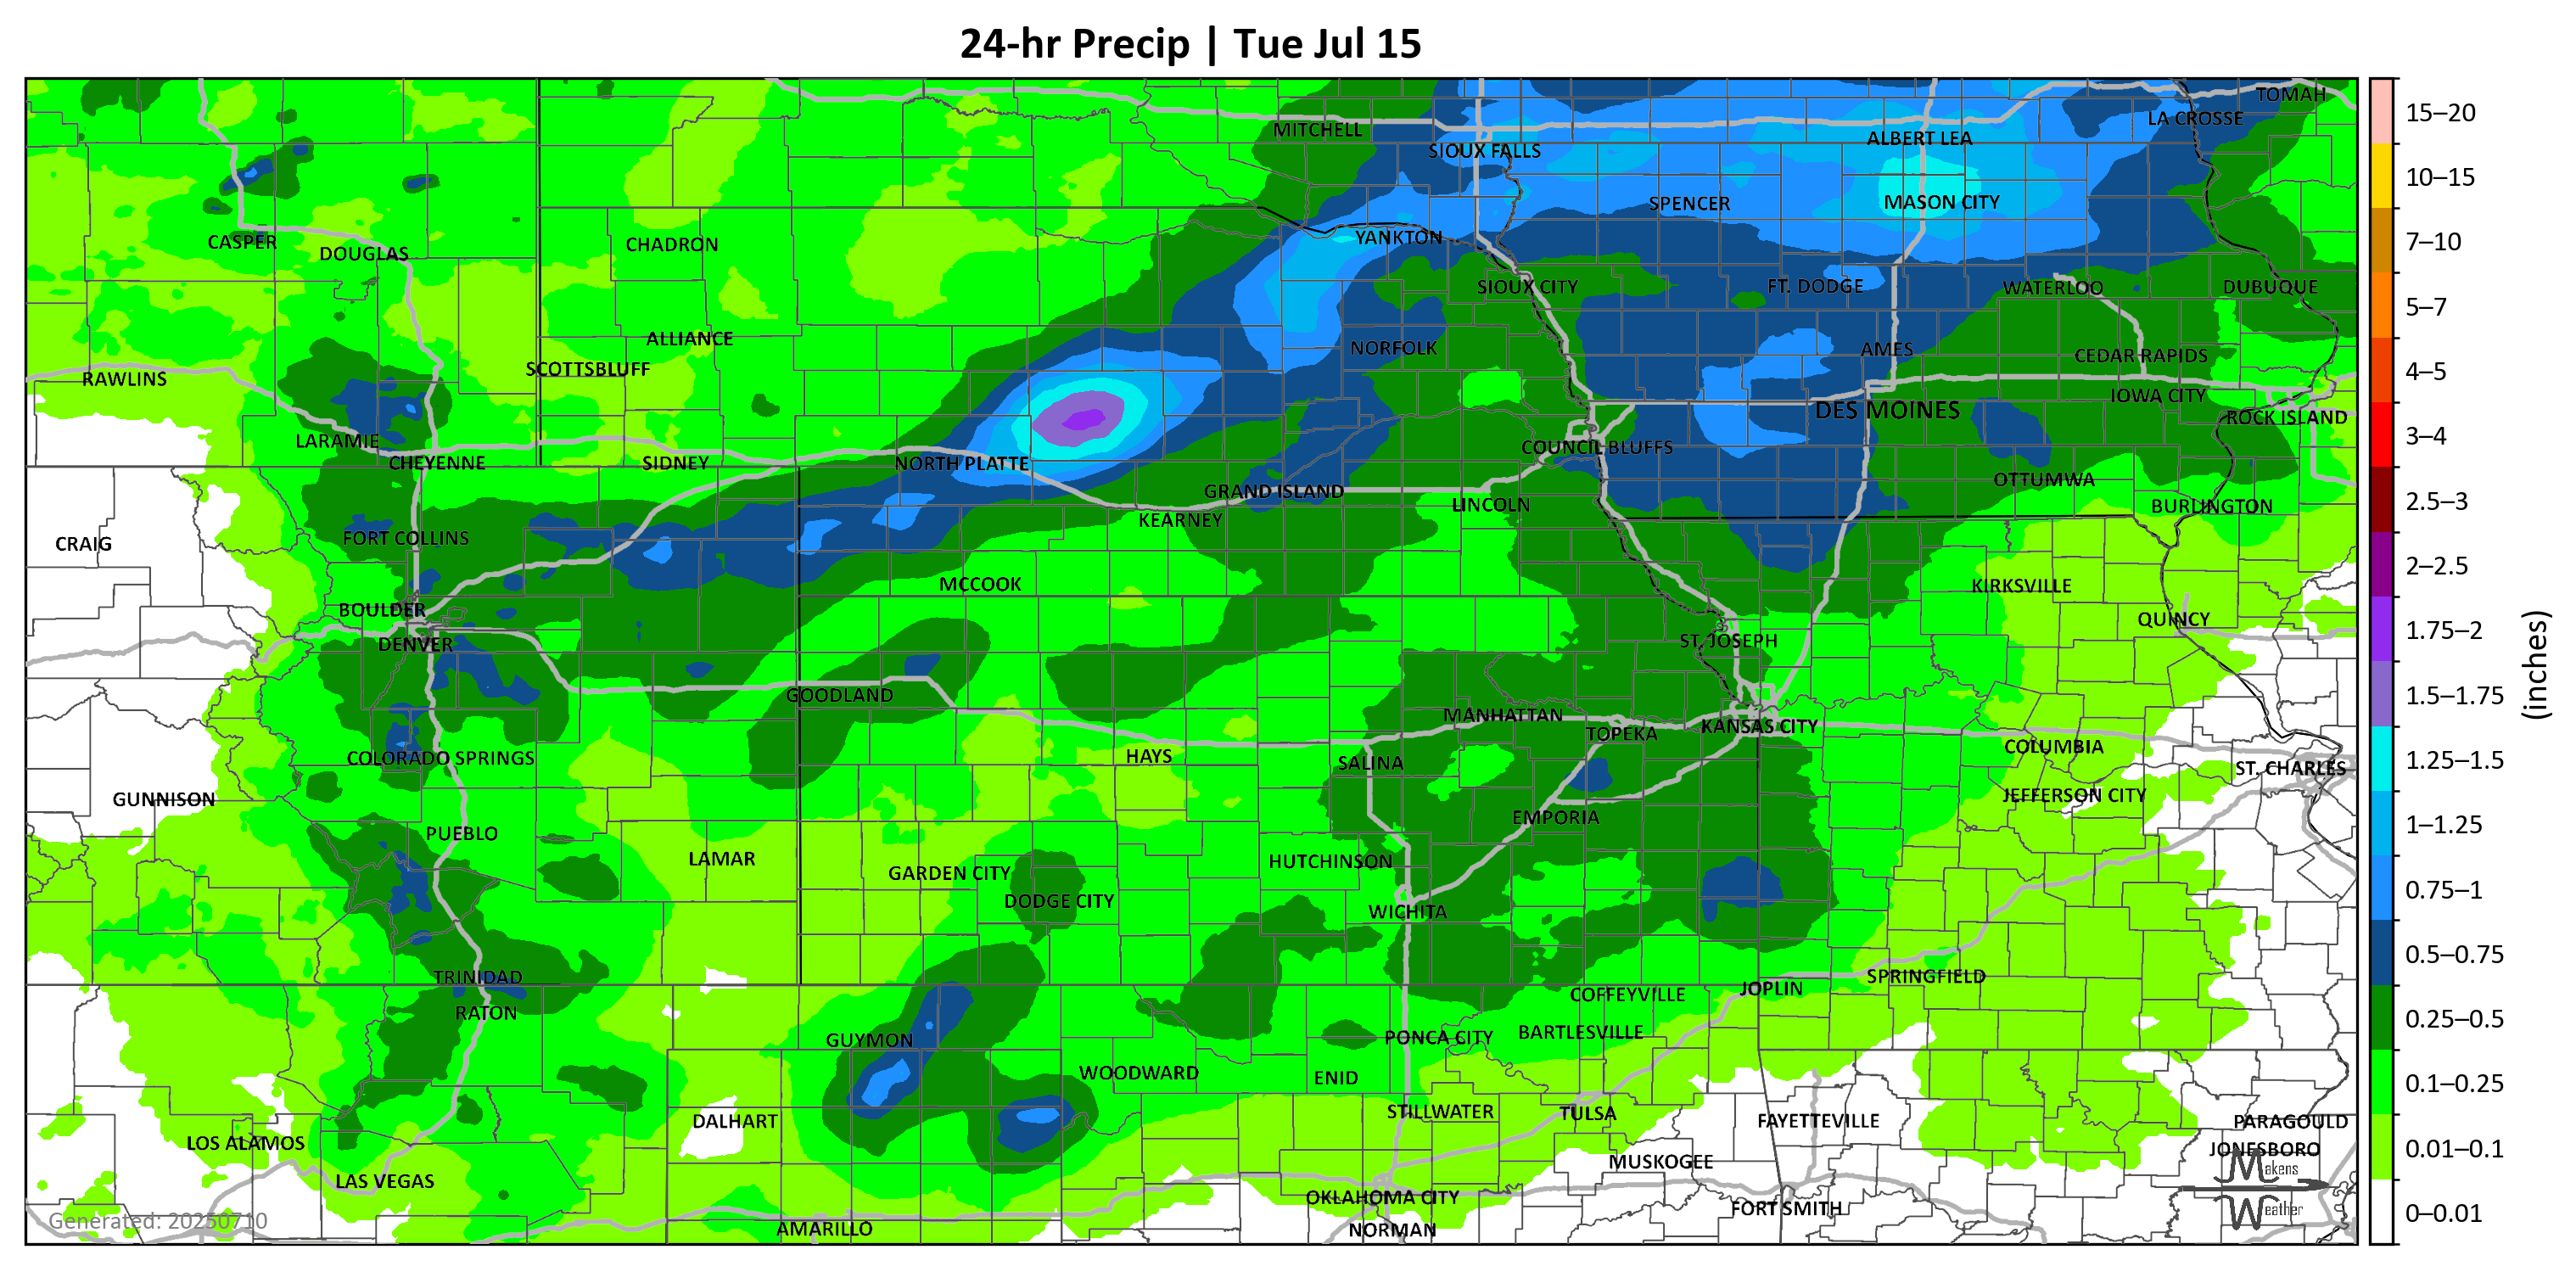 24-hr Precip | Tue Jul 15
TOMAH
LA CROSSE
MITCHELL
ALBERT LEA
SIOUX FALLS
MASON CITY
SPENCER
YANKTON
CASPER
CHADRON
DOUGLAS
SIOUX CITY
FT. DODGE
WATERLOO
DUBUQUE
ALLIANCE
NORFOLK
AMES
CEDAR RAPIDS
SCOTTSBLUFF
RAWLINS
IOWA CITY
DES MOINES
ROCK ISLAND
LARAMIE
COUNCIL BLUFFS
CHEYENNE
SIDNEY
NORTH PLATTE
OTTUMWA
GRAND ISLAND
LINCOLN
BURLINGTON
KEARNEY
CRAIG
FORT COLLINS
MCCOOK
KIRKSVILLE
BOULDER
QUINCY
DENVER
ST. JOSEPH
GOODLAND
MANHATTAN
TOPEKA
KANSAS CITY
COLUMBIA
COLORADO SPRINGS
HAYS
SALINA
ST. CHARLES
GUNNISON
JEFFERSON CITY
EMPORIA
PUEBLO
LAMAR
HUTCHINSON
GARDEN CITY
DODGE CITY
WICHITA
TRINIDAD
SPRINGFIELD
JOPLIN
COFFEYVILLE
RATON
GUYMON
PONCA CITY
BARTLESVILLE
WOODWARD
ENID
STILLWATER
TULSA
DALHART
FAYETTEVILLE
PARAGOULD
LOS ALAMOS
JONESBORO
MUSKOGEE
LAS VEGAS
OKLAHOMA CITY
FORT SMITH
AMARILLO
NORMAN
Makens
Weather
Generated: 20250710
15–20
10–15
7–10
5–7
4–5
3–4
2.5–3
2–2.5
1.75–2
1.5–1.75
1.25–1.5
1–1.25
0.75–1
0.5–0.75
0.25–0.5
0.1–0.25
0.01–0.1
0–0.01
(inches)